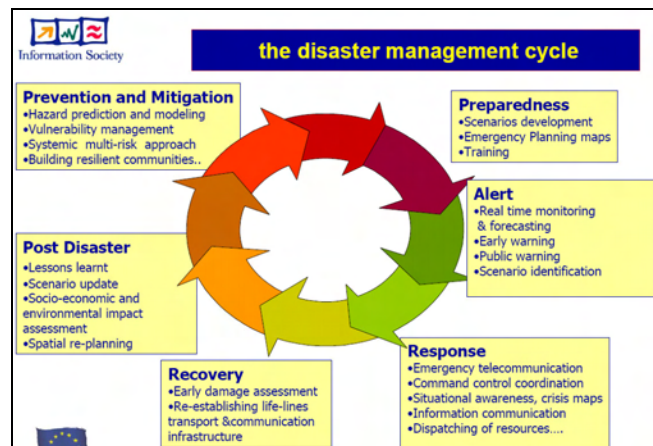 Information Society
the disaster management cycle
Prevention and Mitigation
•Hazard prediction and modeling
•Vulnerability management
•Systemic multi-risk approach
•Building resilient communities..
Preparedness
•Scenarios development
•Emergency Planning maps
•Training
Alert
•Real time monitoring
& forecasting
•Early warning
•Public warning
•Scenario identification
Post Disaster
•Lessons learnt
•Scenario update
•Socio-economic and
environmental impact
assessment
•Spatial re-planning
Recovery
•Early damage assessment
•Re-establishing life-lines
transport &communication
infrastructure
Response
•Emergency telecommunication
•Command control coordination
•Situational awareness, crisis maps
•Information communication
•Dispatching of resources....